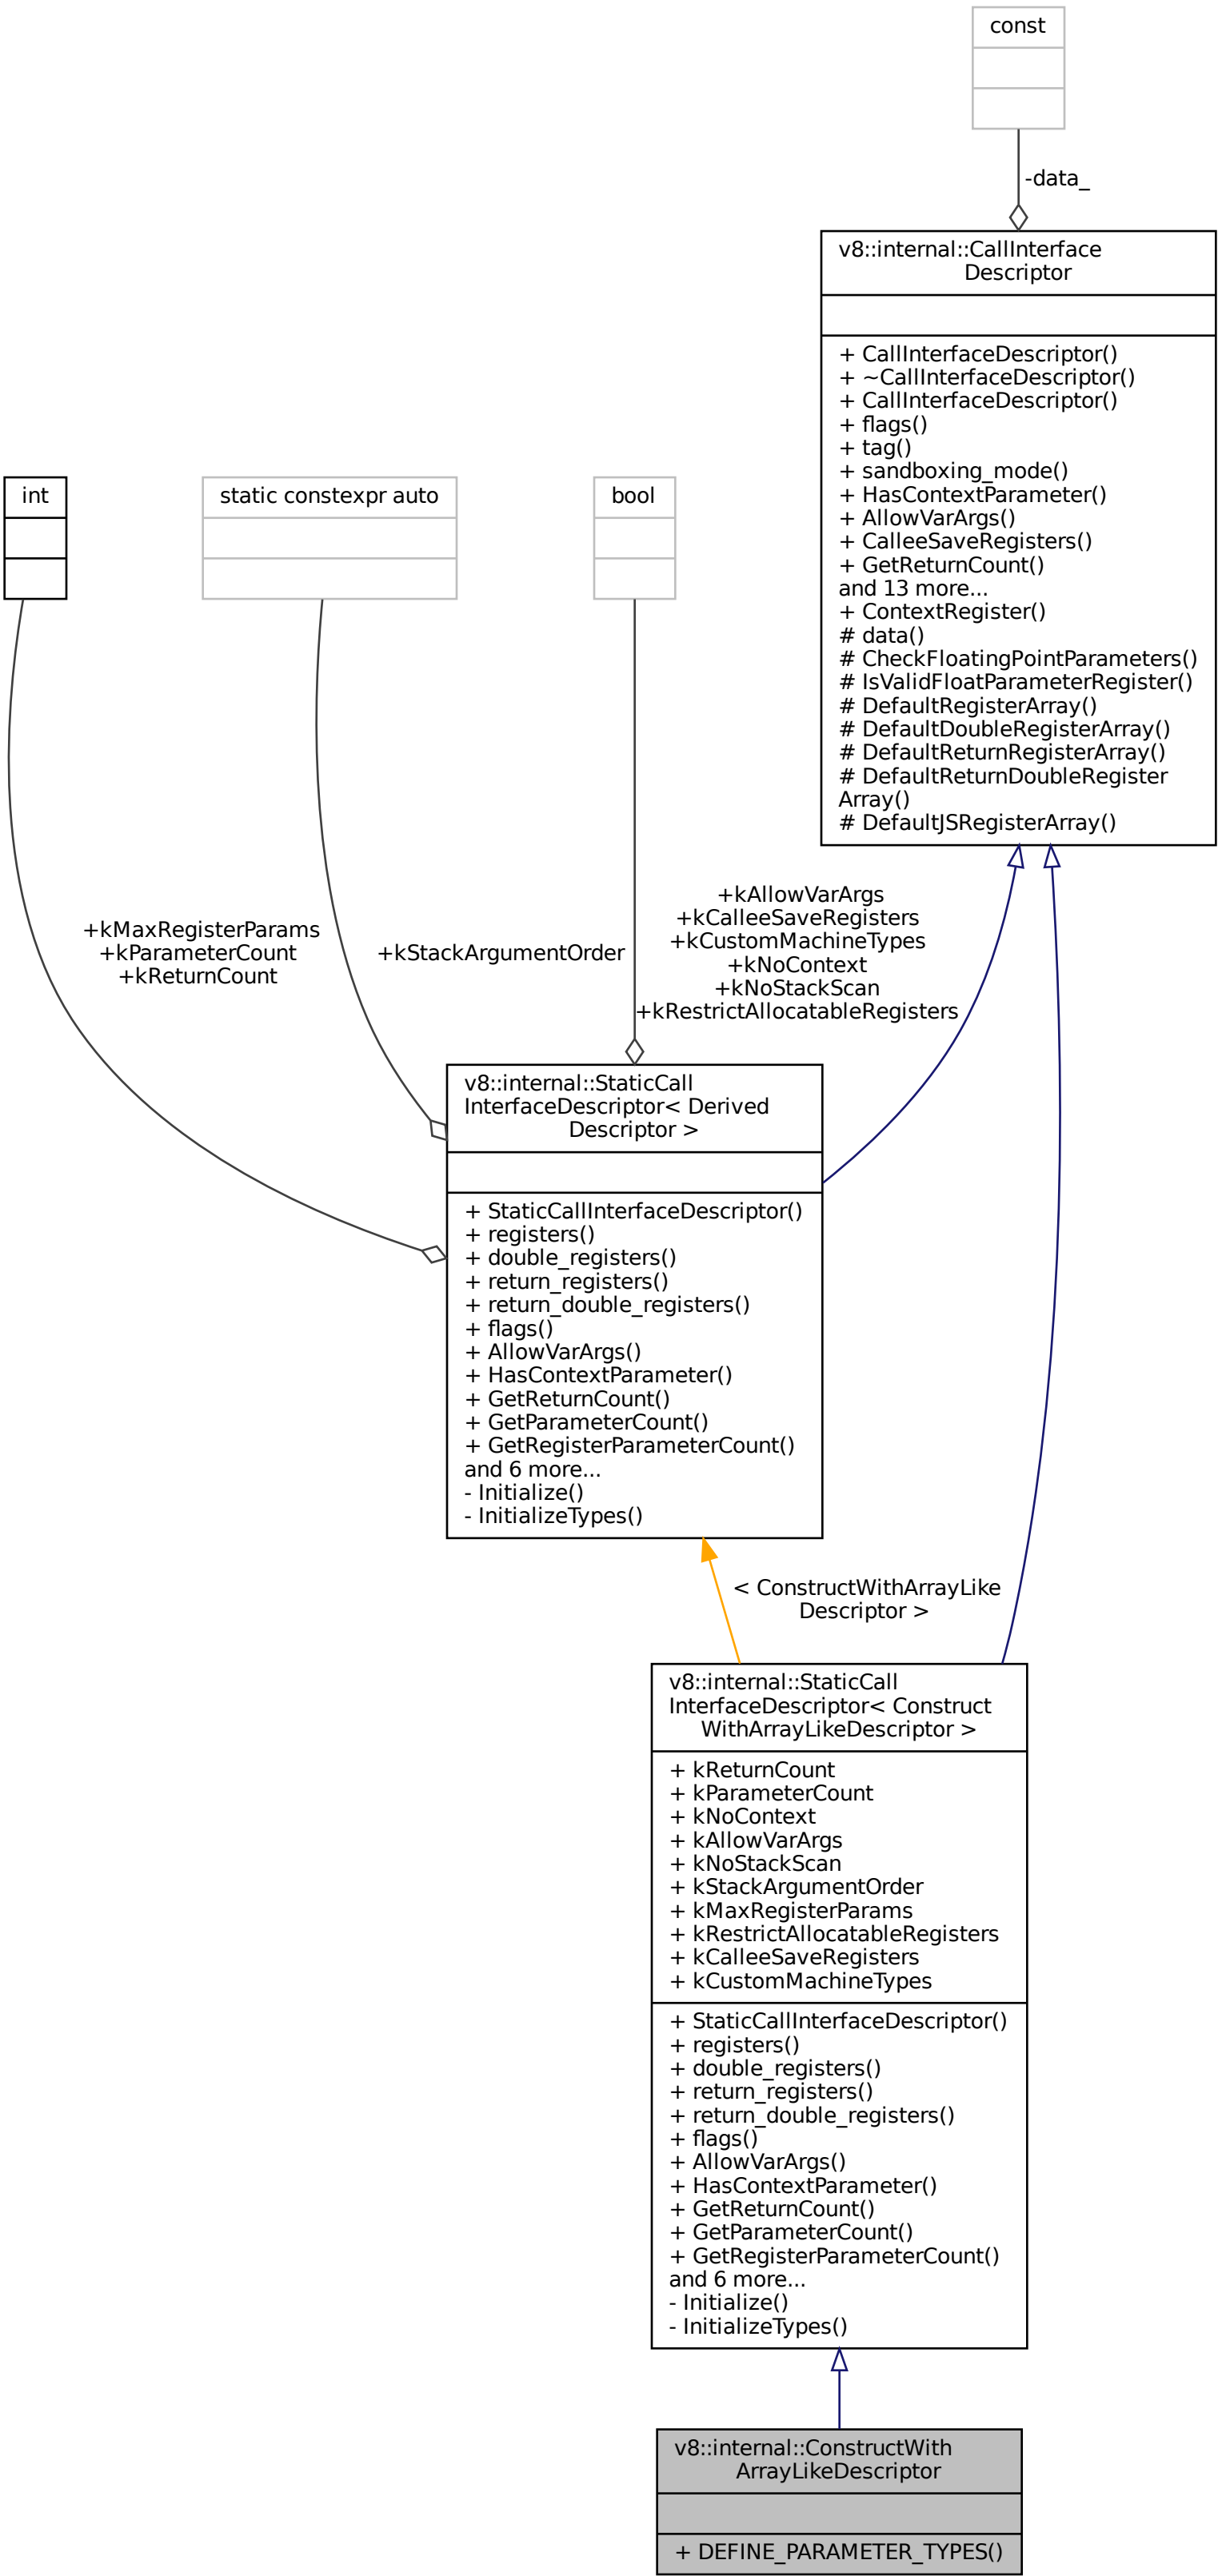 const
-data_
v8::internal::CallInterface
Descriptor
+ CallInterfaceDescriptor()
+ ~CallInterfaceDescriptor()
+ CallInterfaceDescriptor()
+ flags()
+ tag()
+ sandboxing_mode()
+ HasContextParameter()
+ AllowVarArgs()
+ CalleeSaveRegisters()
+ GetReturnCount()
and 13 more...
+ ContextRegister()
# data()
# CheckFloatingPointParameters()
# IsValidFloatParameterRegister()
# DefaultRegisterArray()
# DefaultDoubleRegisterArray()
# DefaultReturnRegisterArray()
# DefaultReturnDoubleRegister
Array()
# DefaultJSRegisterArray()
int
static constexpr auto
bool
+kMaxRegisterParams
+kParameterCount
+kReturnCount
+kStackArgumentOrder
+kAllowVarArgs
+kCalleeSaveRegisters
+kCustomMachineTypes
+kNoContext
+kNoStackScan
+kRestrictAllocatableRegisters
v8::internal::StaticCall
InterfaceDescriptor< Derived
Descriptor >
+ StaticCallInterfaceDescriptor()
+ registers()
+ double_registers()
+ return_registers()
+ return_double_registers()
+ flags()
+ AllowVarArgs()
+ HasContextParameter()
+ GetReturnCount()
+ GetParameterCount()
+ GetRegisterParameterCount()
and 6 more...
- Initialize()
- InitializeTypes()
< ConstructWithArrayLike
Descriptor >
v8::internal::StaticCall
InterfaceDescriptor< Construct
WithArrayLikeDescriptor >
+ kReturnCount
+ kParameterCount
+ kNoContext
+ kAllowVarArgs
+ kNoStackScan
+ kStackArgumentOrder
+ kMaxRegisterParams
+ kRestrictAllocatableRegisters
+ kCalleeSaveRegisters
+ kCustomMachineTypes
+ StaticCallInterfaceDescriptor()
+ registers()
+ double_registers()
+ return_registers()
+ return_double_registers()
+ flags()
+ AllowVarArgs()
+ HasContextParameter()
+ GetReturnCount()
+ GetParameterCount()
+ GetRegisterParameterCount()
and 6 more...
- Initialize()
- InitializeTypes()
v8::internal::ConstructWith
ArrayLikeDescriptor
+ DEFINE_PARAMETER_TYPES()